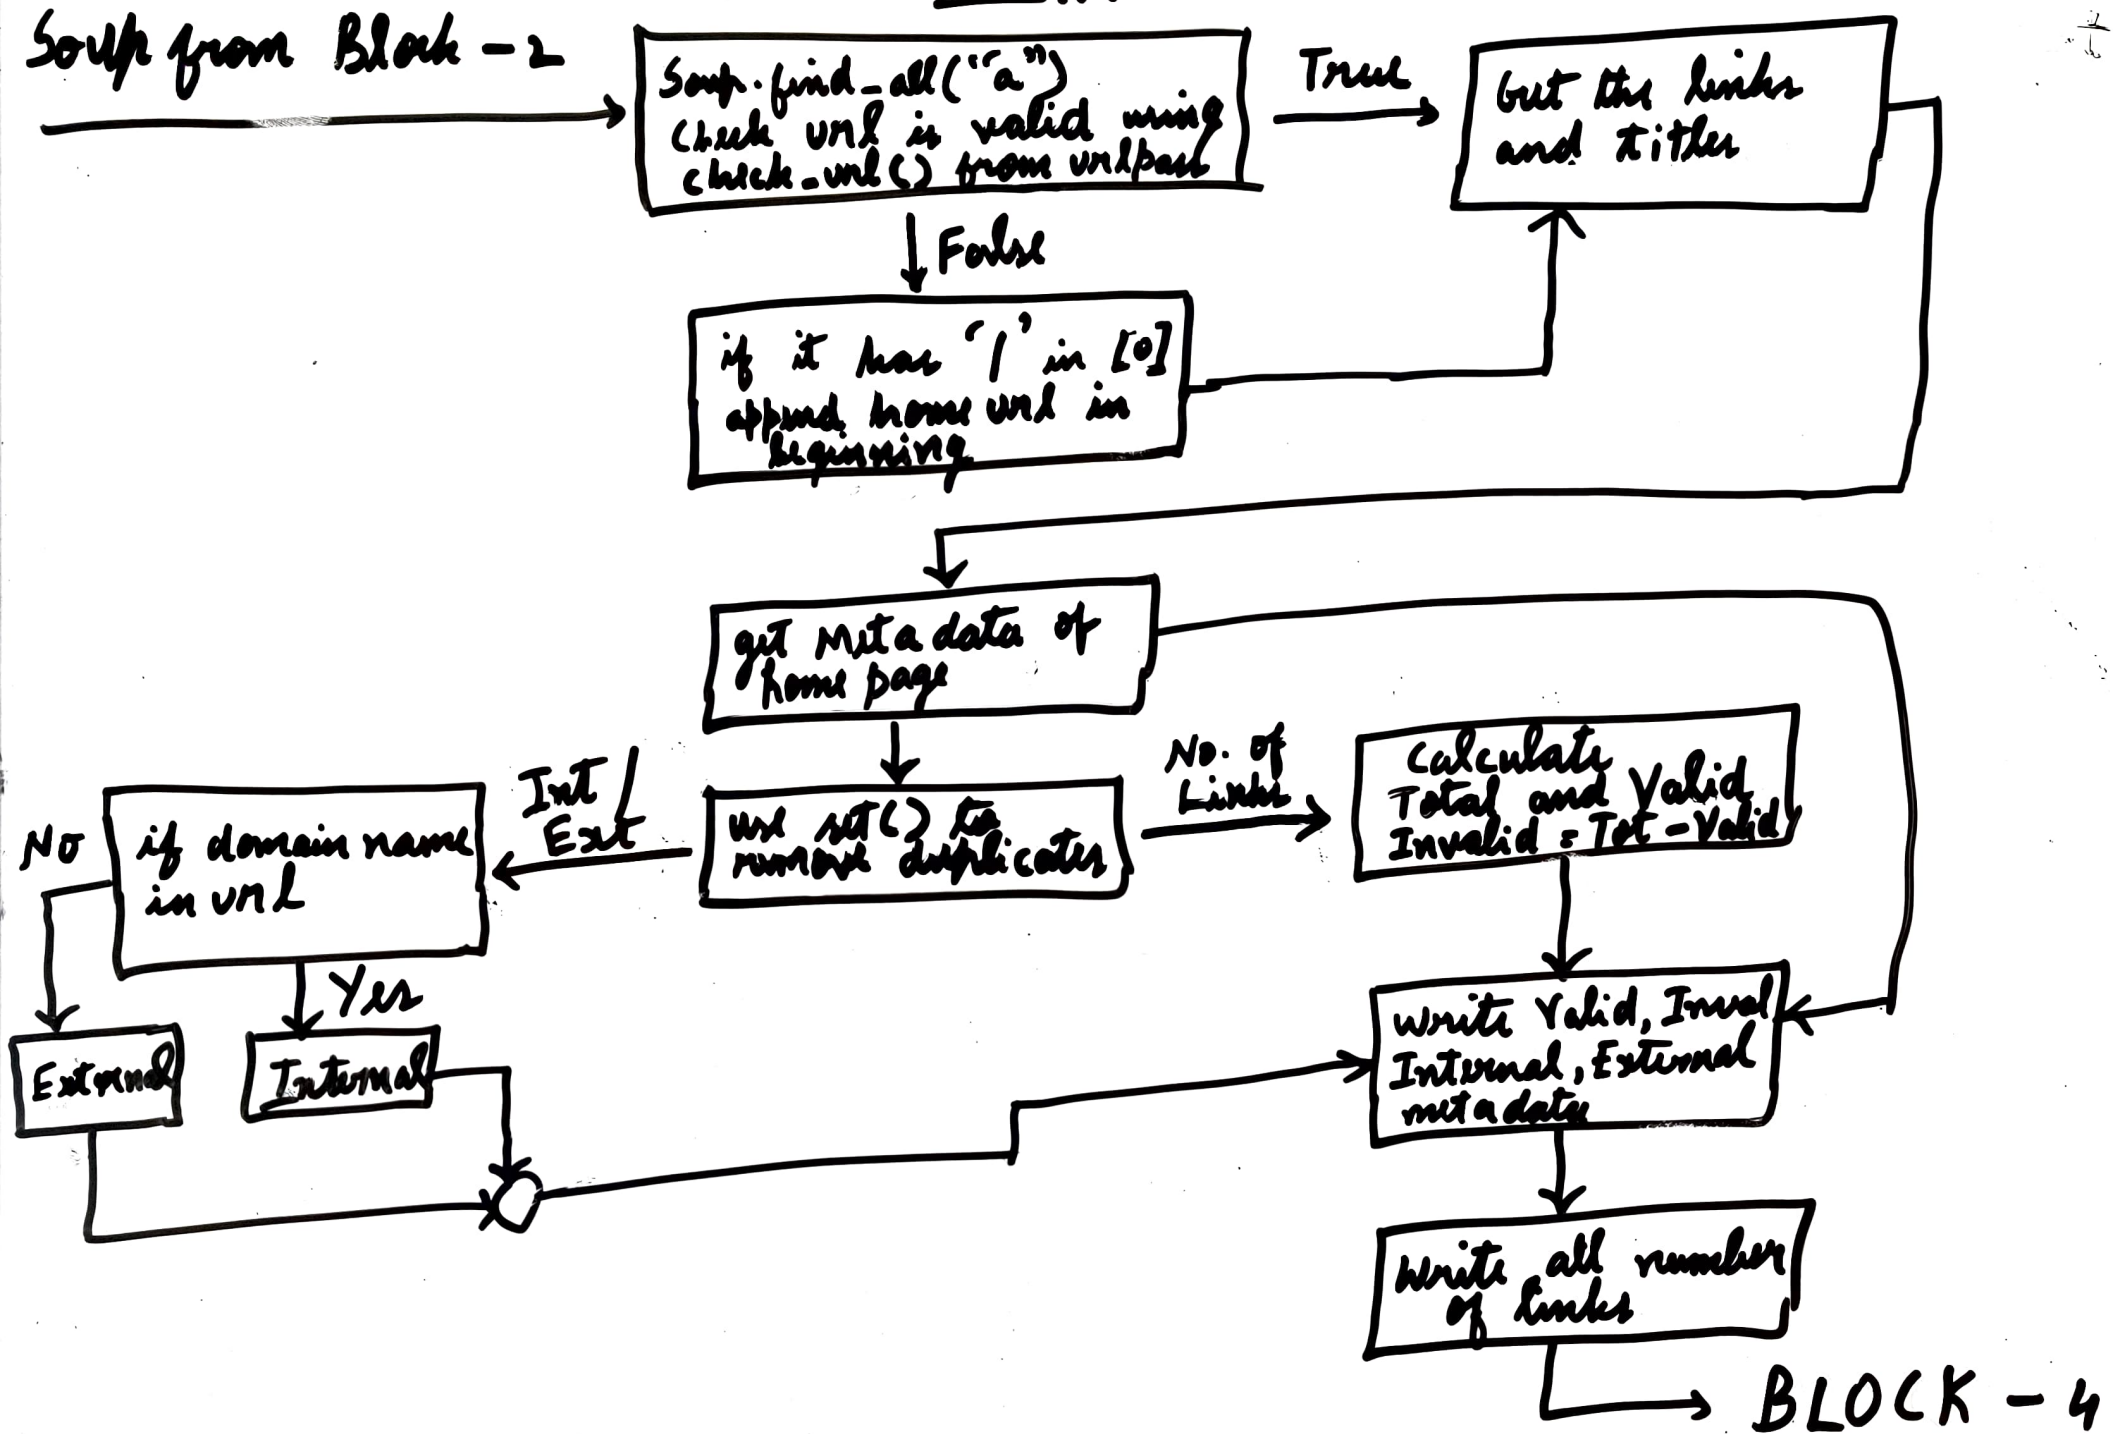 Soup from Block - 2
Soup.find_all("a")
check url is valid using
check_url() from urlpase
True
Get the links
and titles
False
if it has '/' in [0]
append home url in
beginning
get Meta data of
home page
No. of
Links
Calculate
Total and Valid
Invalid = Tot - Valid
Int /
Ext
use set() to
remove duplicates
No
if domain name
in url
Yes
External
Internal
Write Valid, Inval
Internal, External
meta data
Write all number
of links
BLOCK - 4